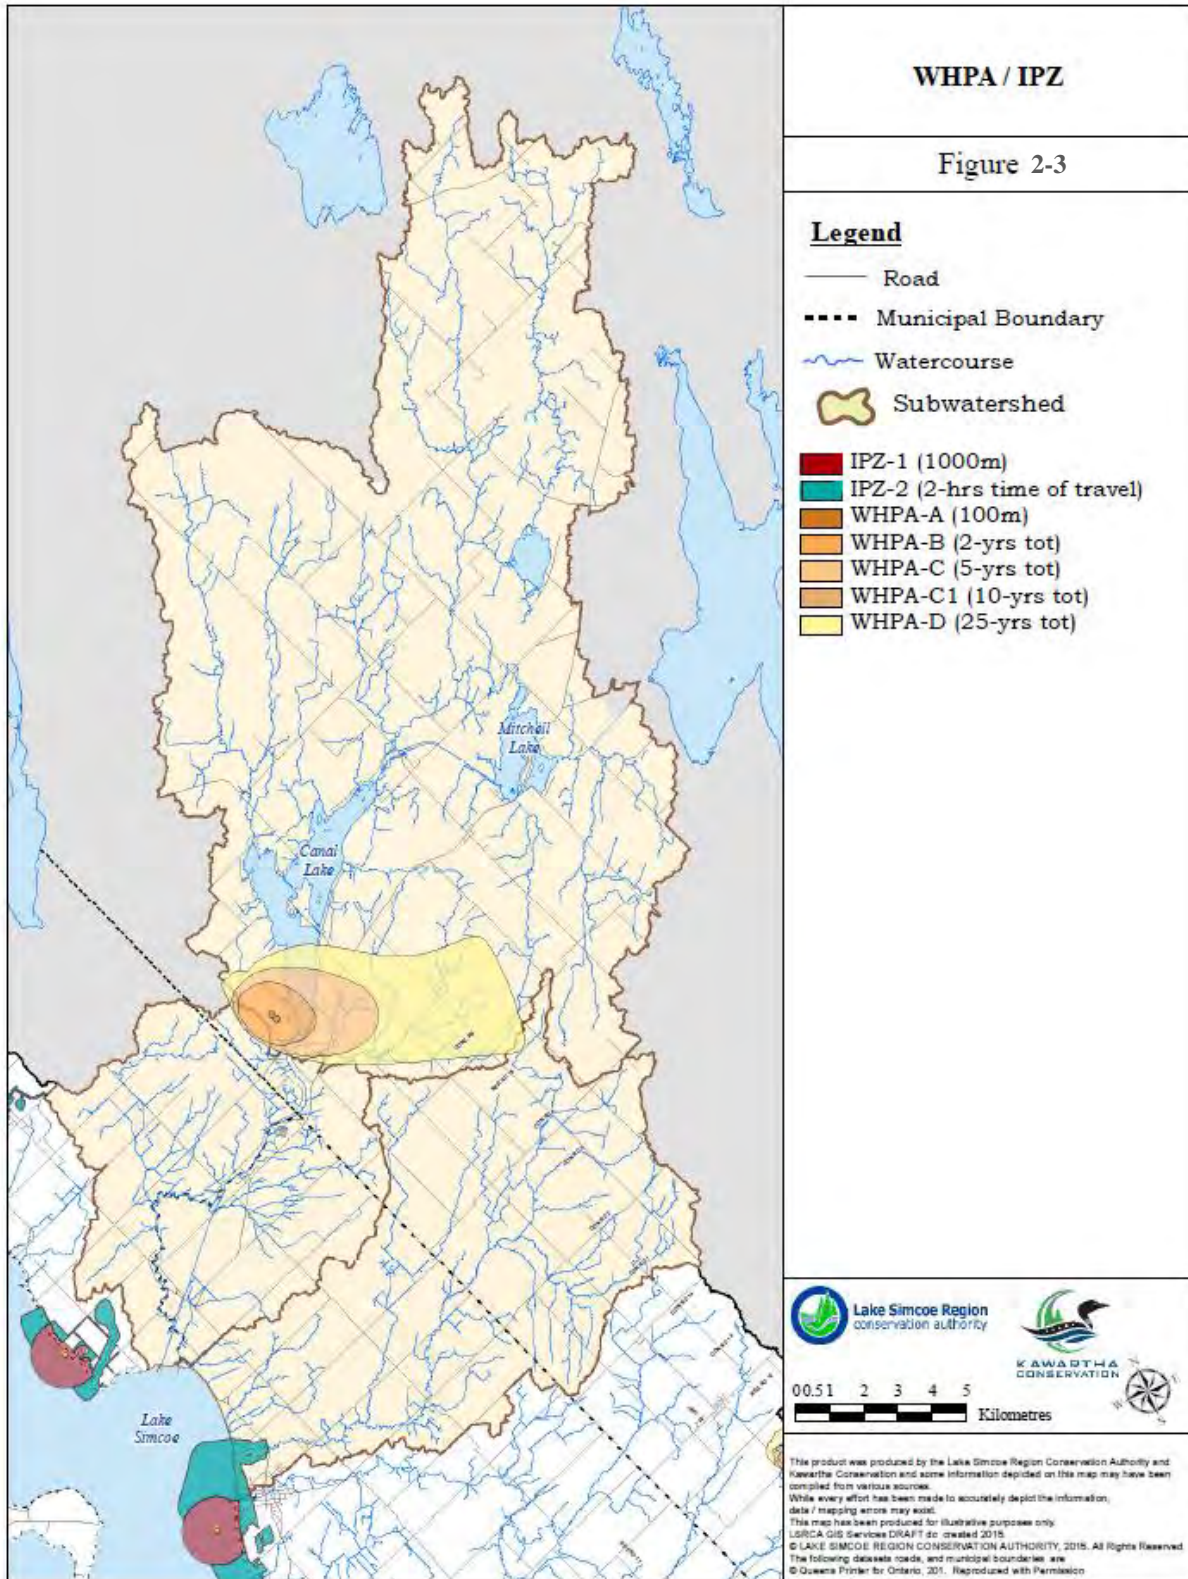 WHPA / IPZ
Figure 2-3
Legend
Road
Municipal Boundary
Watercourse
Subwatershed
IPZ-1 (1000m)
IPZ-2 (2-hrs time of travel)
WHPA-A (100m)
WHPA-B (2-yrs tot)
WHPA-C (5-yrs tot)
WHPA-C1 (10-yrs tot)
WHPA-D (25-yrs tot)
Mitchell
Lake
Canal
Lake
Lake
Simcoe
Lake Simcoe Region
conservation authority
KAWARTHA
CONSERVATION
N
E
S
W
0 0.5 1 2 3 4 5
Kilometres
This product was produced by the Lake Simcoe Region Conservation Authority and
Kawartha Conservation and some information depicted on this map may have been
compiled from various sources.
While every effort has been made to accurately depict the information,
data / mapping errors may exist.
This map has been produced for illustrative purposes only.
LSRCA GIS Services DRAFT dc created 2015.
© LAKE SIMCOE REGION CONSERVATION AUTHORITY, 2015. All Rights Reserved
The following datasets roads, and municipal boundaries are
© Queens Printer for Ontario, 201. Reproduced with Permission